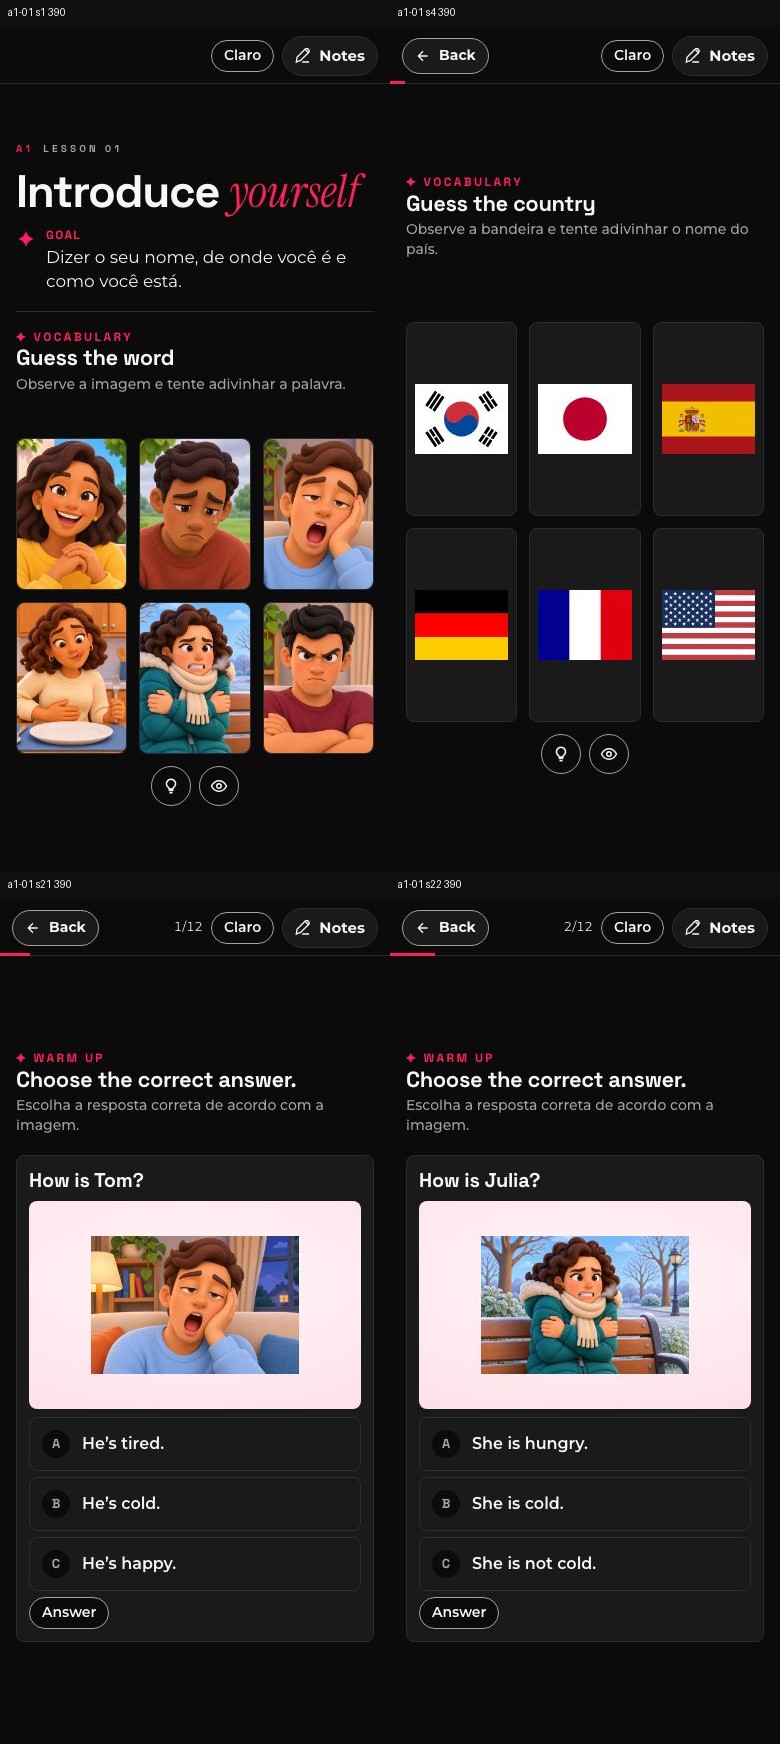 a1-01 s1 390
Claro
Notes
A1 LESSON 01
Introduce yourself
GOAL
Dizer o seu nome, de onde você é e
como você está.
VOCABULARY
Guess the word
Observe a imagem e tente adivinhar a palavra.
a1-01 s4 390
Back
Claro
Notes
VOCABULARY
Guess the country
Observe a bandeira e tente adivinhar o nome do
país.
a1-01 s21 390
Back
1/12
Claro
Notes
WARM UP
Choose the correct answer.
Escolha a resposta correta de acordo com a
imagem.
How is Tom?
A He’s tired.
B He’s cold.
C He’s happy.
Answer
a1-01 s22 390
Back
2/12
Claro
Notes
WARM UP
Choose the correct answer.
Escolha a resposta correta de acordo com a
imagem.
How is Julia?
A She is hungry.
B She is cold.
C She is not cold.
Answer